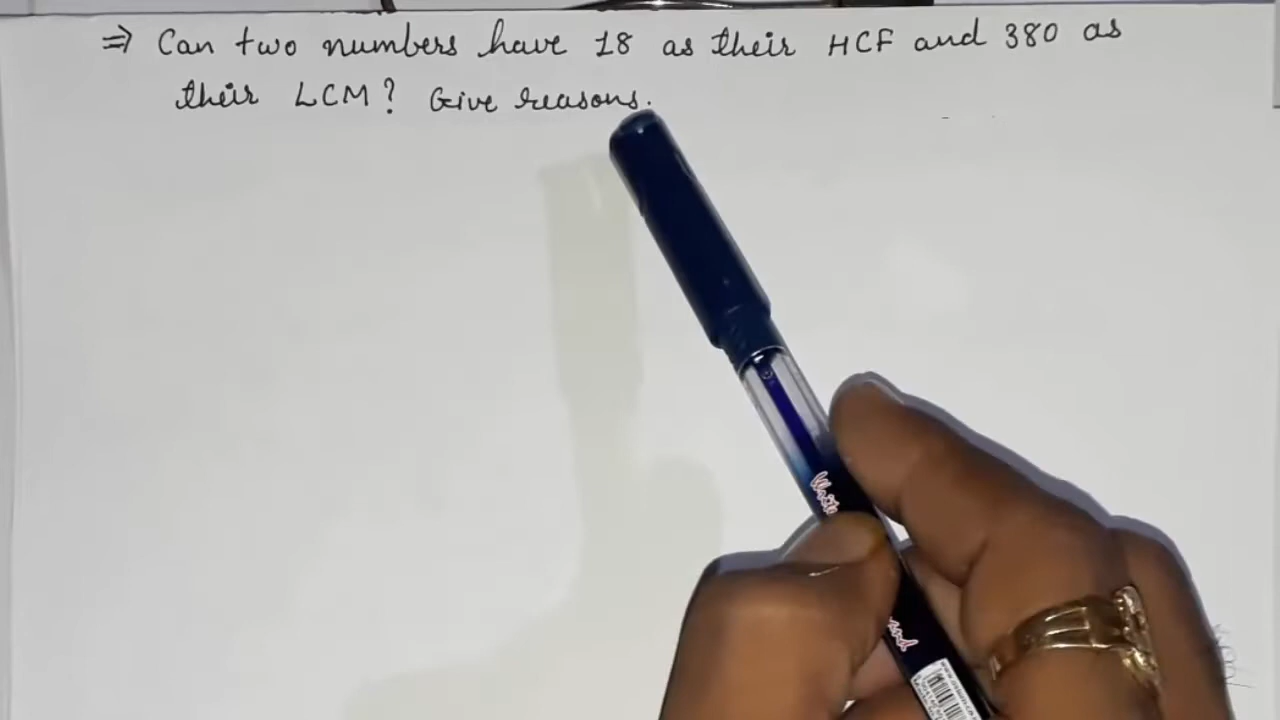 ⇒ Can two numbers have 18 as their HCF and 380 as
their LCM? Give reasons.